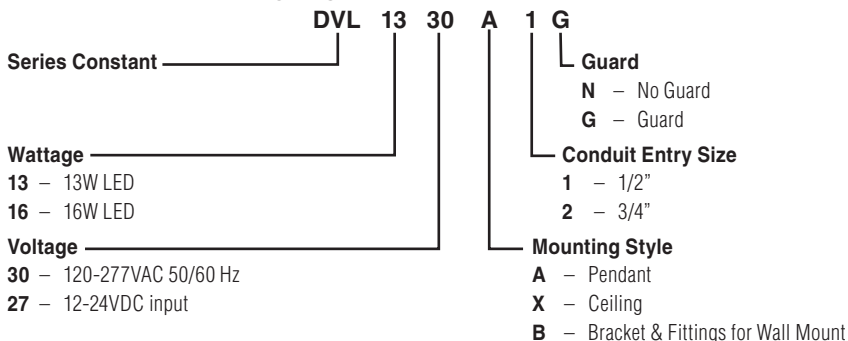 DVL 13 30 A 1 G
Series Constant
Guard
N – No Guard
G – Guard
Wattage
13 – 13W LED
16 – 16W LED
Conduit Entry Size
1 – 1/2”
2 – 3/4”
Voltage
30 – 120-277VAC 50/60 Hz
27 – 12-24VDC input
Mounting Style
A – Pendant
X – Ceiling
B – Bracket & Fittings for Wall Mount